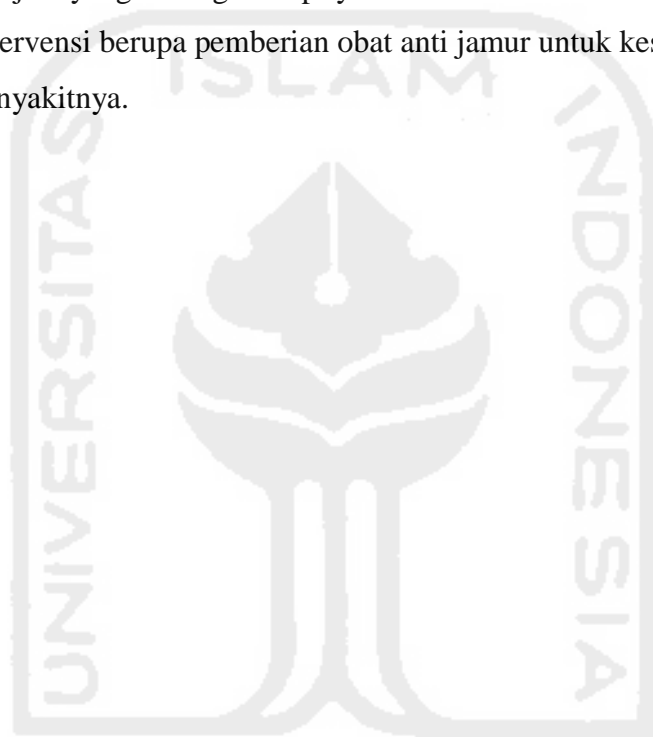 ervensi berupa pemberian obat anti jamur untuk kes
nyakitnya.
UNIVERSITAS
ISLAM
INDONESIA